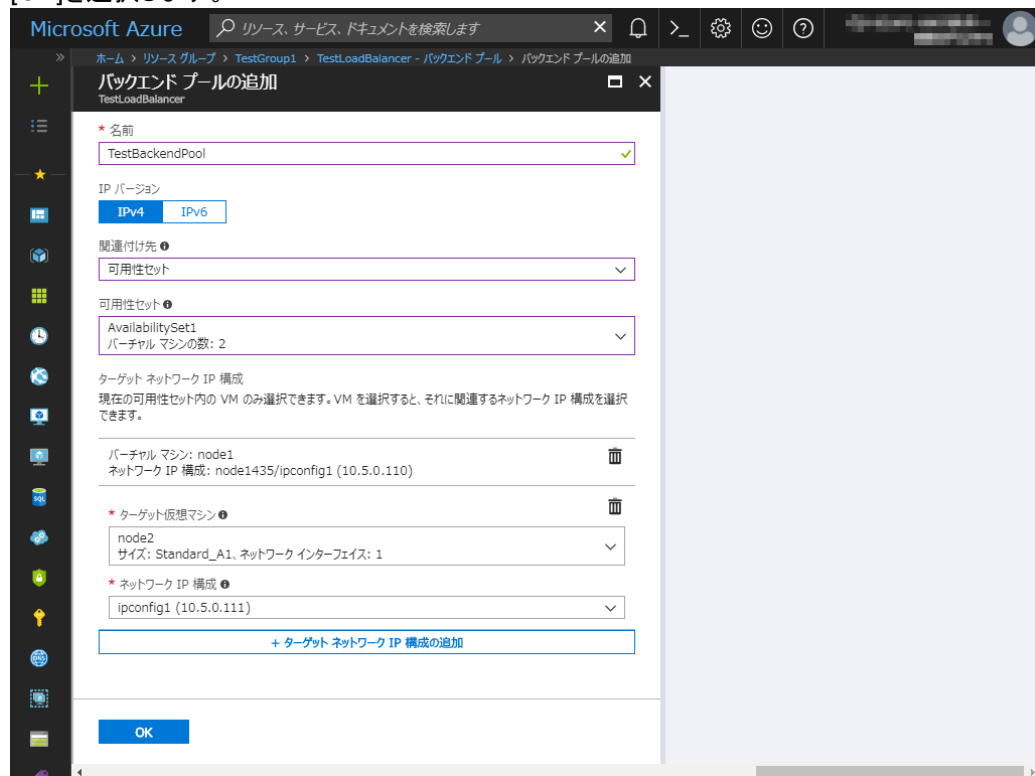 Microsoft Azure
リソース、サービス、ドキュメントを検索します
ホーム > リソース グループ > TestGroup1 > TestLoadBalancer - バックエンド プール > バックエンド プールの追加
バックエンド プールの追加
TestLoadBalancer
* 名前
TestBackendPool
IP バージョン
IPv4 IPv6
関連付け先
可用性セット
可用性セット
AvailabilitySet1
バーチャル マシンの数: 2
ターゲット ネットワーク IP 構成
現在の可用性セット内の VM のみ選択できます。VM を選択すると、それに関連するネットワーク IP 構成を選択
できます。
バーチャル マシン: node1
ネットワーク IP 構成: node1435/ipconfig1 (10.5.0.110)
* ターゲット仮想マシン
node2
サイズ: Standard_A1、ネットワーク インターフェイス: 1
* ネットワーク IP 構成
ipconfig1 (10.5.0.111)
+ ターゲット ネットワーク IP 構成の追加
OK